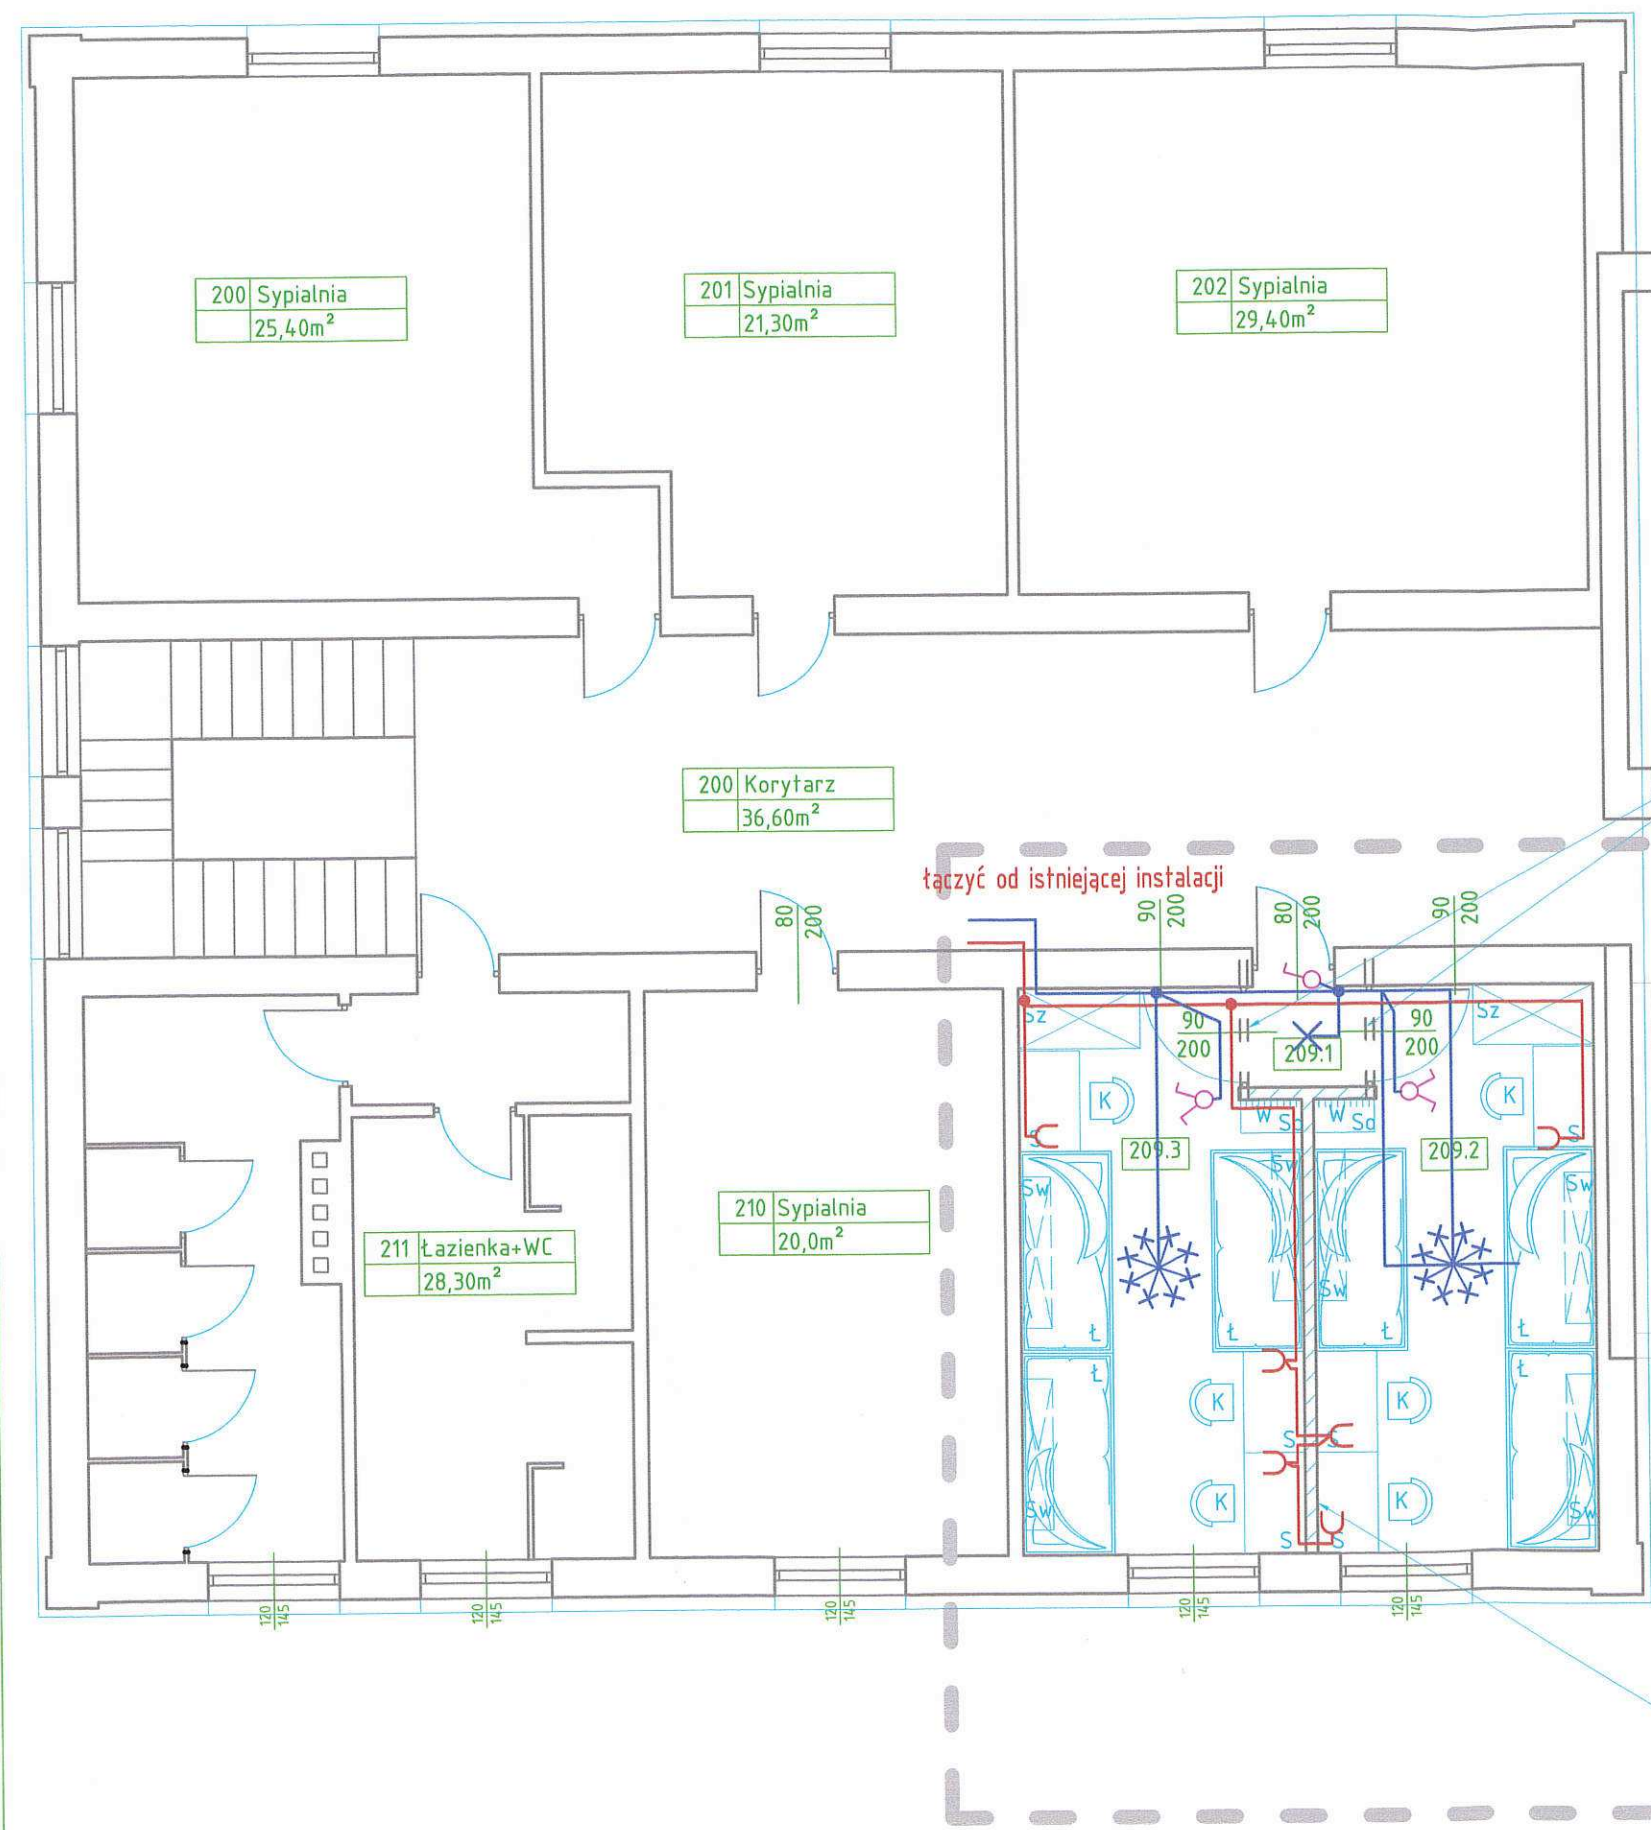 200 Sypialnia
25,40m²
201 Sypialnia
21,30m²
202 Sypialnia
29,40m²
200 Korytarz
36,60m²
łączyć od istniejącej instalacji
80
200
90
200
80
200
90
200
Sz
90
200
209.1
90
200
Sz
K
W
W
K
S
209.3
209.2
S
Sw
Sw
210 Sypialnia
20,0m²
211 Łazienka+WC
28,30m²
Sw
Ł
Ł
Ł
Ł
Ł
Ł
K
K
S
S
K
K
Sw
Sw
S
S
120
145
120
145
120
145
120
145
120
145